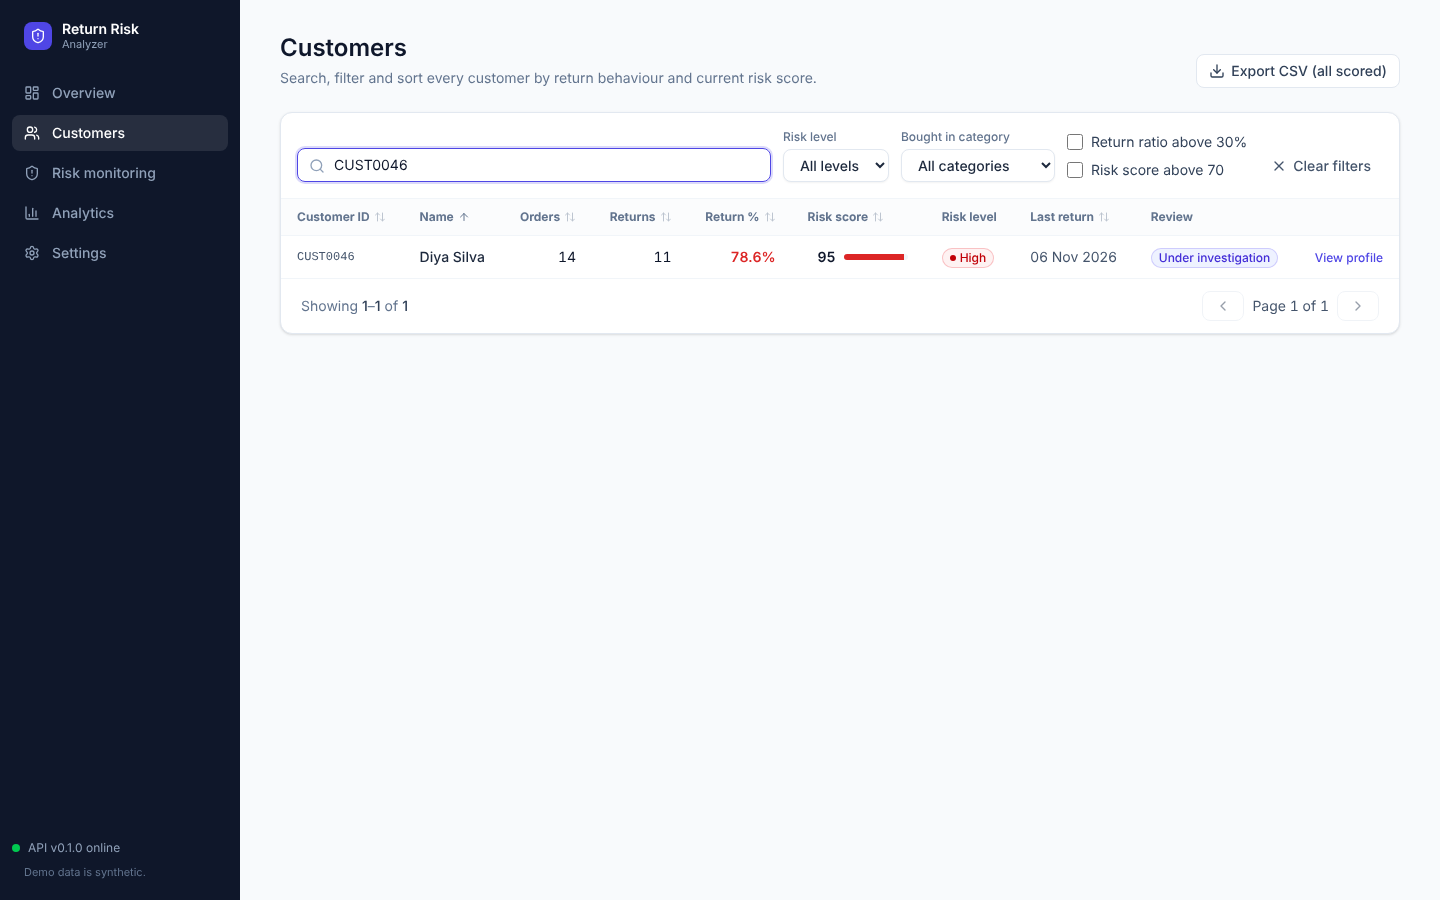 Return Risk
Analyzer
Overview
Customers
Risk monitoring
Analytics
Settings
API v0.1.0 online
Demo data is synthetic.
Customers
Search, filter and sort every customer by return behaviour and current risk score.
Export CSV (all scored)
CUST0046
Risk level
All levels
Bought in category
All categories
Return ratio above 30%
Risk score above 70
Clear filters
Customer ID Name Orders Returns Return % Risk score Risk level Last return Review
CUST0046 Diya Silva 14 11 78.6% 95 High 06 Nov 2026 Under investigation View profile
Showing 1–1 of 1
Page 1 of 1